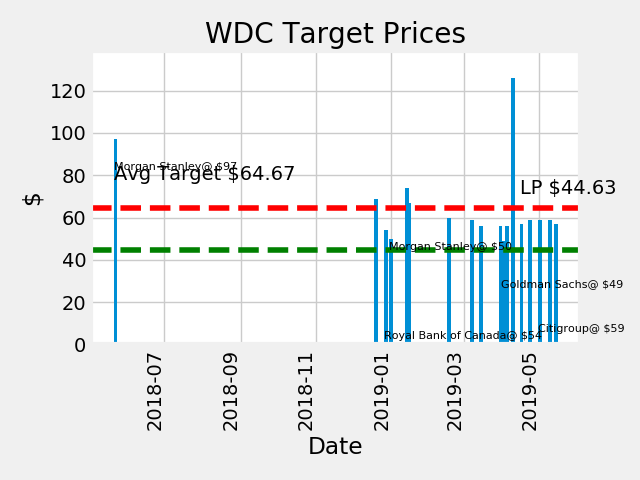 WDC Target Prices
$
120
100
80
60
40
20
0
Morgan Stanley@ $97
Avg Target $64.67
LP $44.63
Morgan Stanley@ $50
Goldman Sachs@ $49
Citigroup@ $59
Royal Bank of Canada@ $54
2018-07
2018-09
2018-11
2019-01
2019-03
2019-05
Date